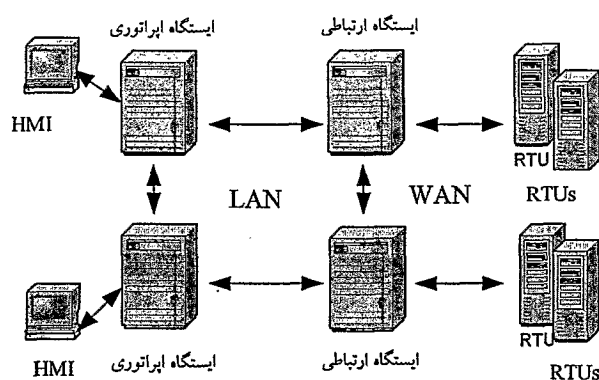 ایستگاه اپراتوری
ایستگاه ارتباطی
HMI
RTU
RTUs
LAN
WAN
RTU
HMI
ایستگاه اپراتوری
ایستگاه ارتباطی
RTUs